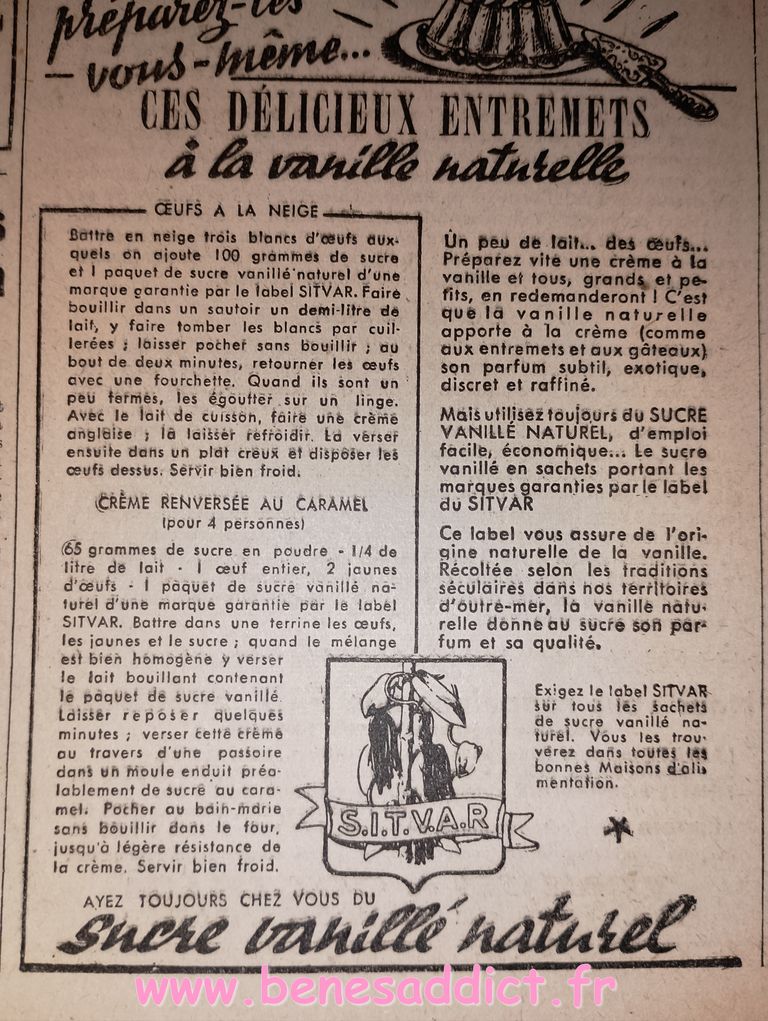 préparez-les
vous-même...
CES DÉLICIEUX ENTREMETS
à la vanille naturelle
ŒUFS A LA NEIGE
Battre en neige trois blancs d'œufs aux-
quels on ajoute 100 grammes de sucre
et 1 paquet de sucre vanillé naturel d'une
marque garantie par le label SITVAR. Faire
bouillir dans un sautoir un demi-litre de
lait, y faire tomber les blancs par cuil-
lerées ; laisser pocher sans bouillir ; au
bout de deux minutes, retourner les œufs
avec une fourchette. Quand ils sont un
peu fermes, les égoutter sur un linge.
Avec le lait de cuisson, faire une crème
anglaise ; la laisser refroidir. La verser
ensuite dans un plat creux et disposer les
œufs dessus. Servir bien froid.
CRÈME RENVERSÉE AU CARAMEL
(pour 4 personnes)
65 grammes de sucre en poudre - 1/4 de
litre de lait - 1 œuf entier, 2 jaunes
d'œufs - 1 paquet de sucre vanillé na-
turel d'une marque garantie par le label
SITVAR. Battre dans une terrine les œufs,
les jaunes et le sucre ; quand le mélange
est bien homogène y verser
le lait bouillant contenant
le paquet de sucre vanillé.
Laisser reposer quelques
minutes ; verser cette crème
au travers d'une passoire
dans un moule enduit préa-
lablement de sucre au cara-
mel. Pocher au bain-marie
sans bouillir dans le four,
jusqu'à légère résistance de
la crème. Servir bien froid.
Un peu de lait... des œufs...
Préparez vite une crème à la
vanille et tous, grands et pe-
tits, en redemanderont ! C'est
que la vanille naturelle
apporte à la crème (comme
aux entremets et aux gâteaux)
son parfum subtil, exotique,
discret et raffiné.
Mais utilisez toujours du SUCRE
VANILLÉ NATUREL, d'emploi
facile, économique... Le sucre
vanillé en sachets portant les
marques garanties par le label
du SITVAR
Ce label vous assure de l'ori-
gine naturelle de la vanille.
Récoltée selon les traditions
séculaires dans nos territoires
d'outre-mer, la vanille natu-
relle donne au sucre son par-
fum et sa qualité.
Exigez le label SITVAR
sur tous les sachets
de sucre vanillé na-
turel. Vous les trou-
verez dans toutes les
bonnes Maisons d'ali
mentation.
S.I.T.V.A.R
AYEZ TOUJOURS CHEZ VOUS DU
sucre vanillé naturel
www.benesaddict.fr